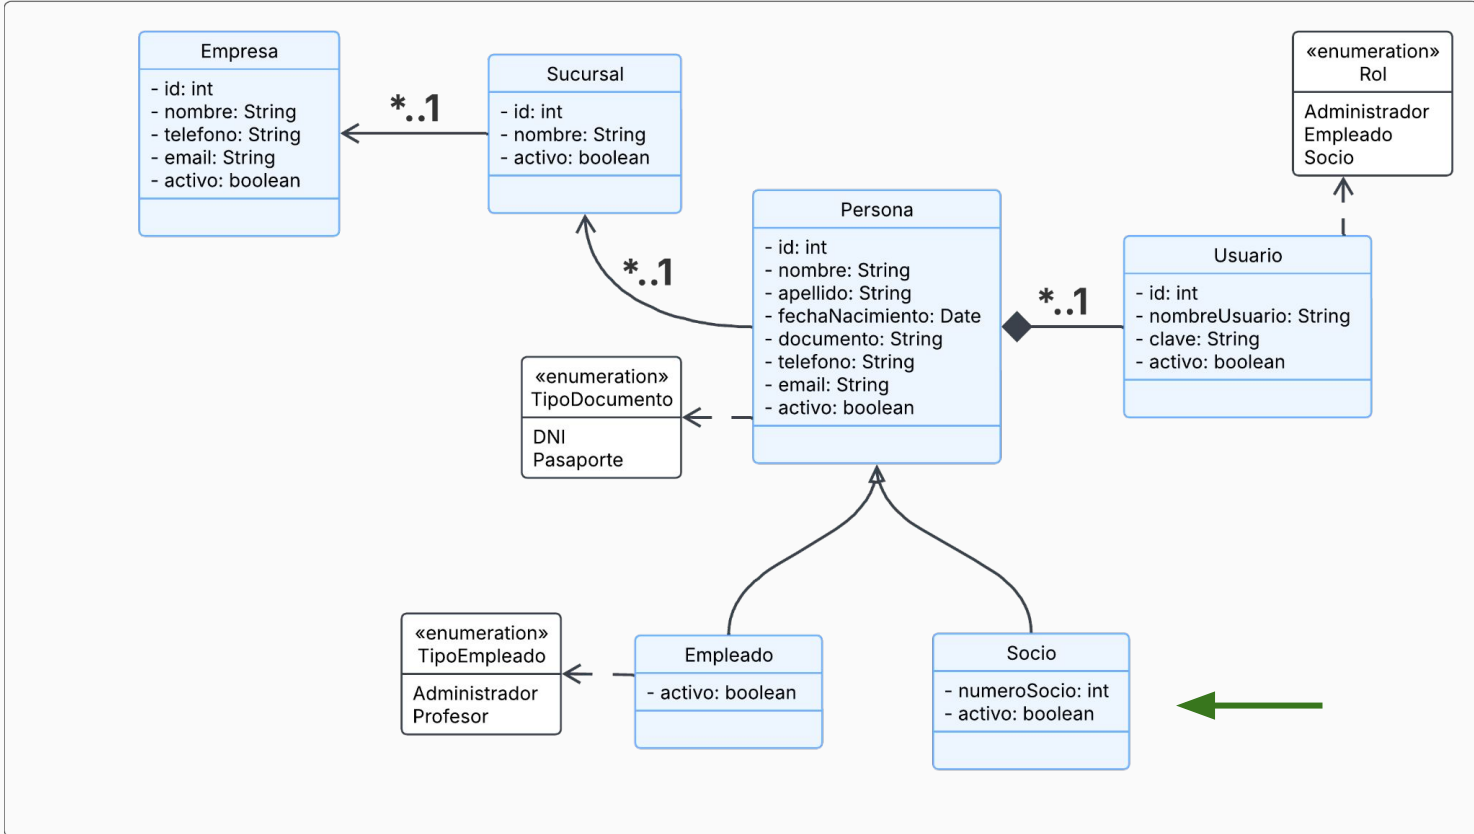 Empresa
- id: int
- nombre: String
- telefono: String
- email: String
- activo: boolean
*..1
Sucursal
- id: int
- nombre: String
- activo: boolean
«enumeration»
Rol
Administrador
Empleado
Socio
*..1
Persona
- id: int
- nombre: String
- apellido: String
- fechaNacimiento: Date
- documento: String
- telefono: String
- email: String
- activo: boolean
*..1
Usuario
- id: int
- nombreUsuario: String
- clave: String
- activo: boolean
«enumeration»
TipoDocumento
DNI
Pasaporte
«enumeration»
TipoEmpleado
Administrador
Profesor
Empleado
- activo: boolean
Socio
- numeroSocio: int
- activo: boolean